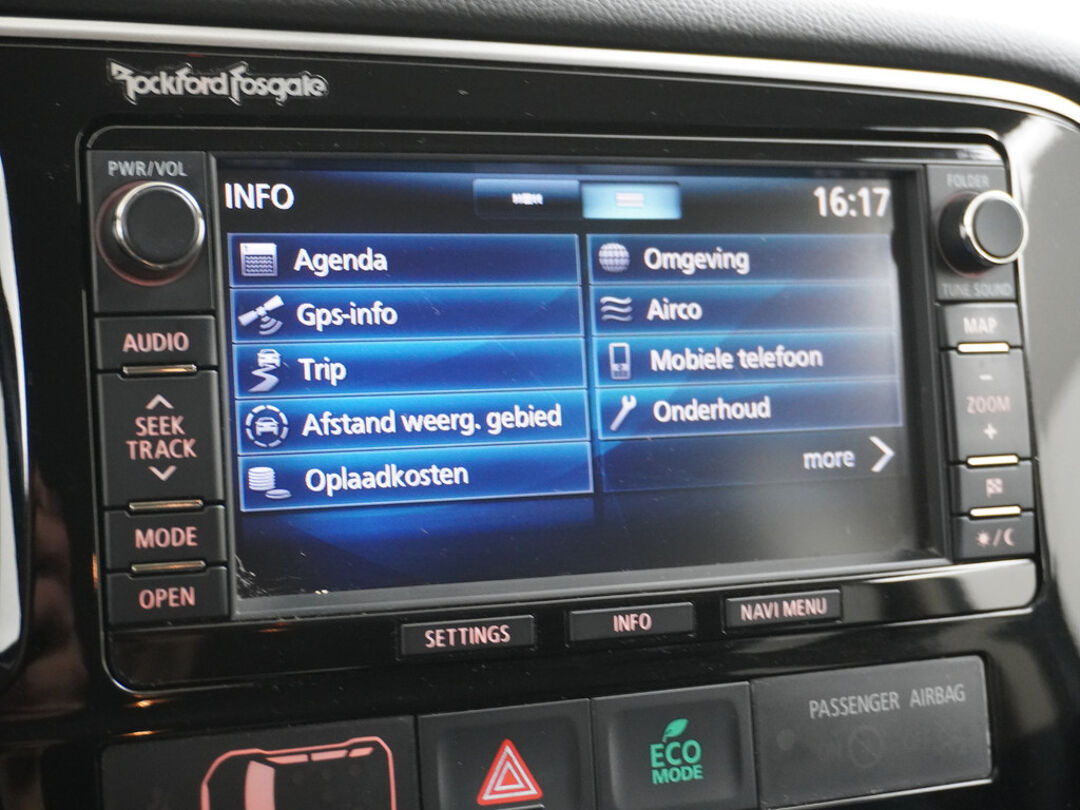 Rockford Fosgate
PWR/VOL
FOLDER
INFO
16:17
Agenda
Omgeving
Gps-info
Airco
Trip
Mobiele telefoon
Afstand weerg. gebied
Onderhoud
Oplaadkosten
more
TUNE SOUND
AUDIO
MAP
SEEK
TRACK
ZOOM
MODE
OPEN
SETTINGS
INFO
NAVI MENU
PASSENGER AIRBAG
ECO
MODE